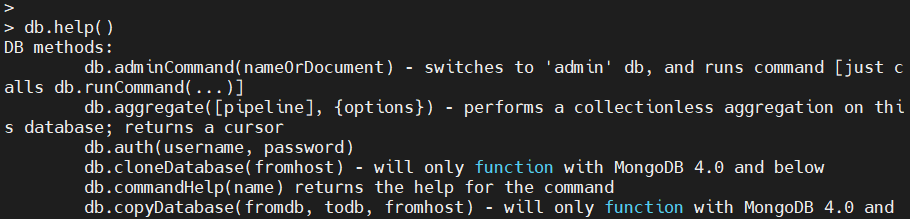 >
> db.help()
DB methods:
        db.adminCommand(nameOrDocument) - switches to 'admin' db, and runs command [just c
alls db.runCommand(...)]
        db.aggregate([pipeline], {options}) - performs a collectionless aggregation on thi
s database; returns a cursor
        db.auth(username, password)
        db.cloneDatabase(fromhost) - will only function with MongoDB 4.0 and below
        db.commandHelp(name) returns the help for the command
        db.copyDatabase(fromdb, todb, fromhost) - will only function with MongoDB 4.0 and